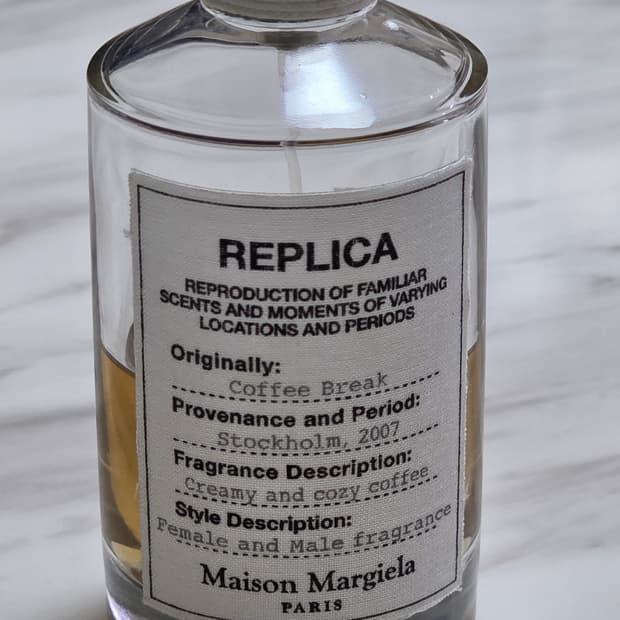 REPLICA
REPRODUCTION OF FAMILIAR
SCENTS AND MOMENTS OF VARYING
LOCATIONS AND PERIODS
Originally:
Coffee Break
Provenance and Period:
Stockholm, 2007
Fragrance Description:
Creamy and cozy coffee
Style Description:
Female and Male fragrance
Maison Margiela
PARIS